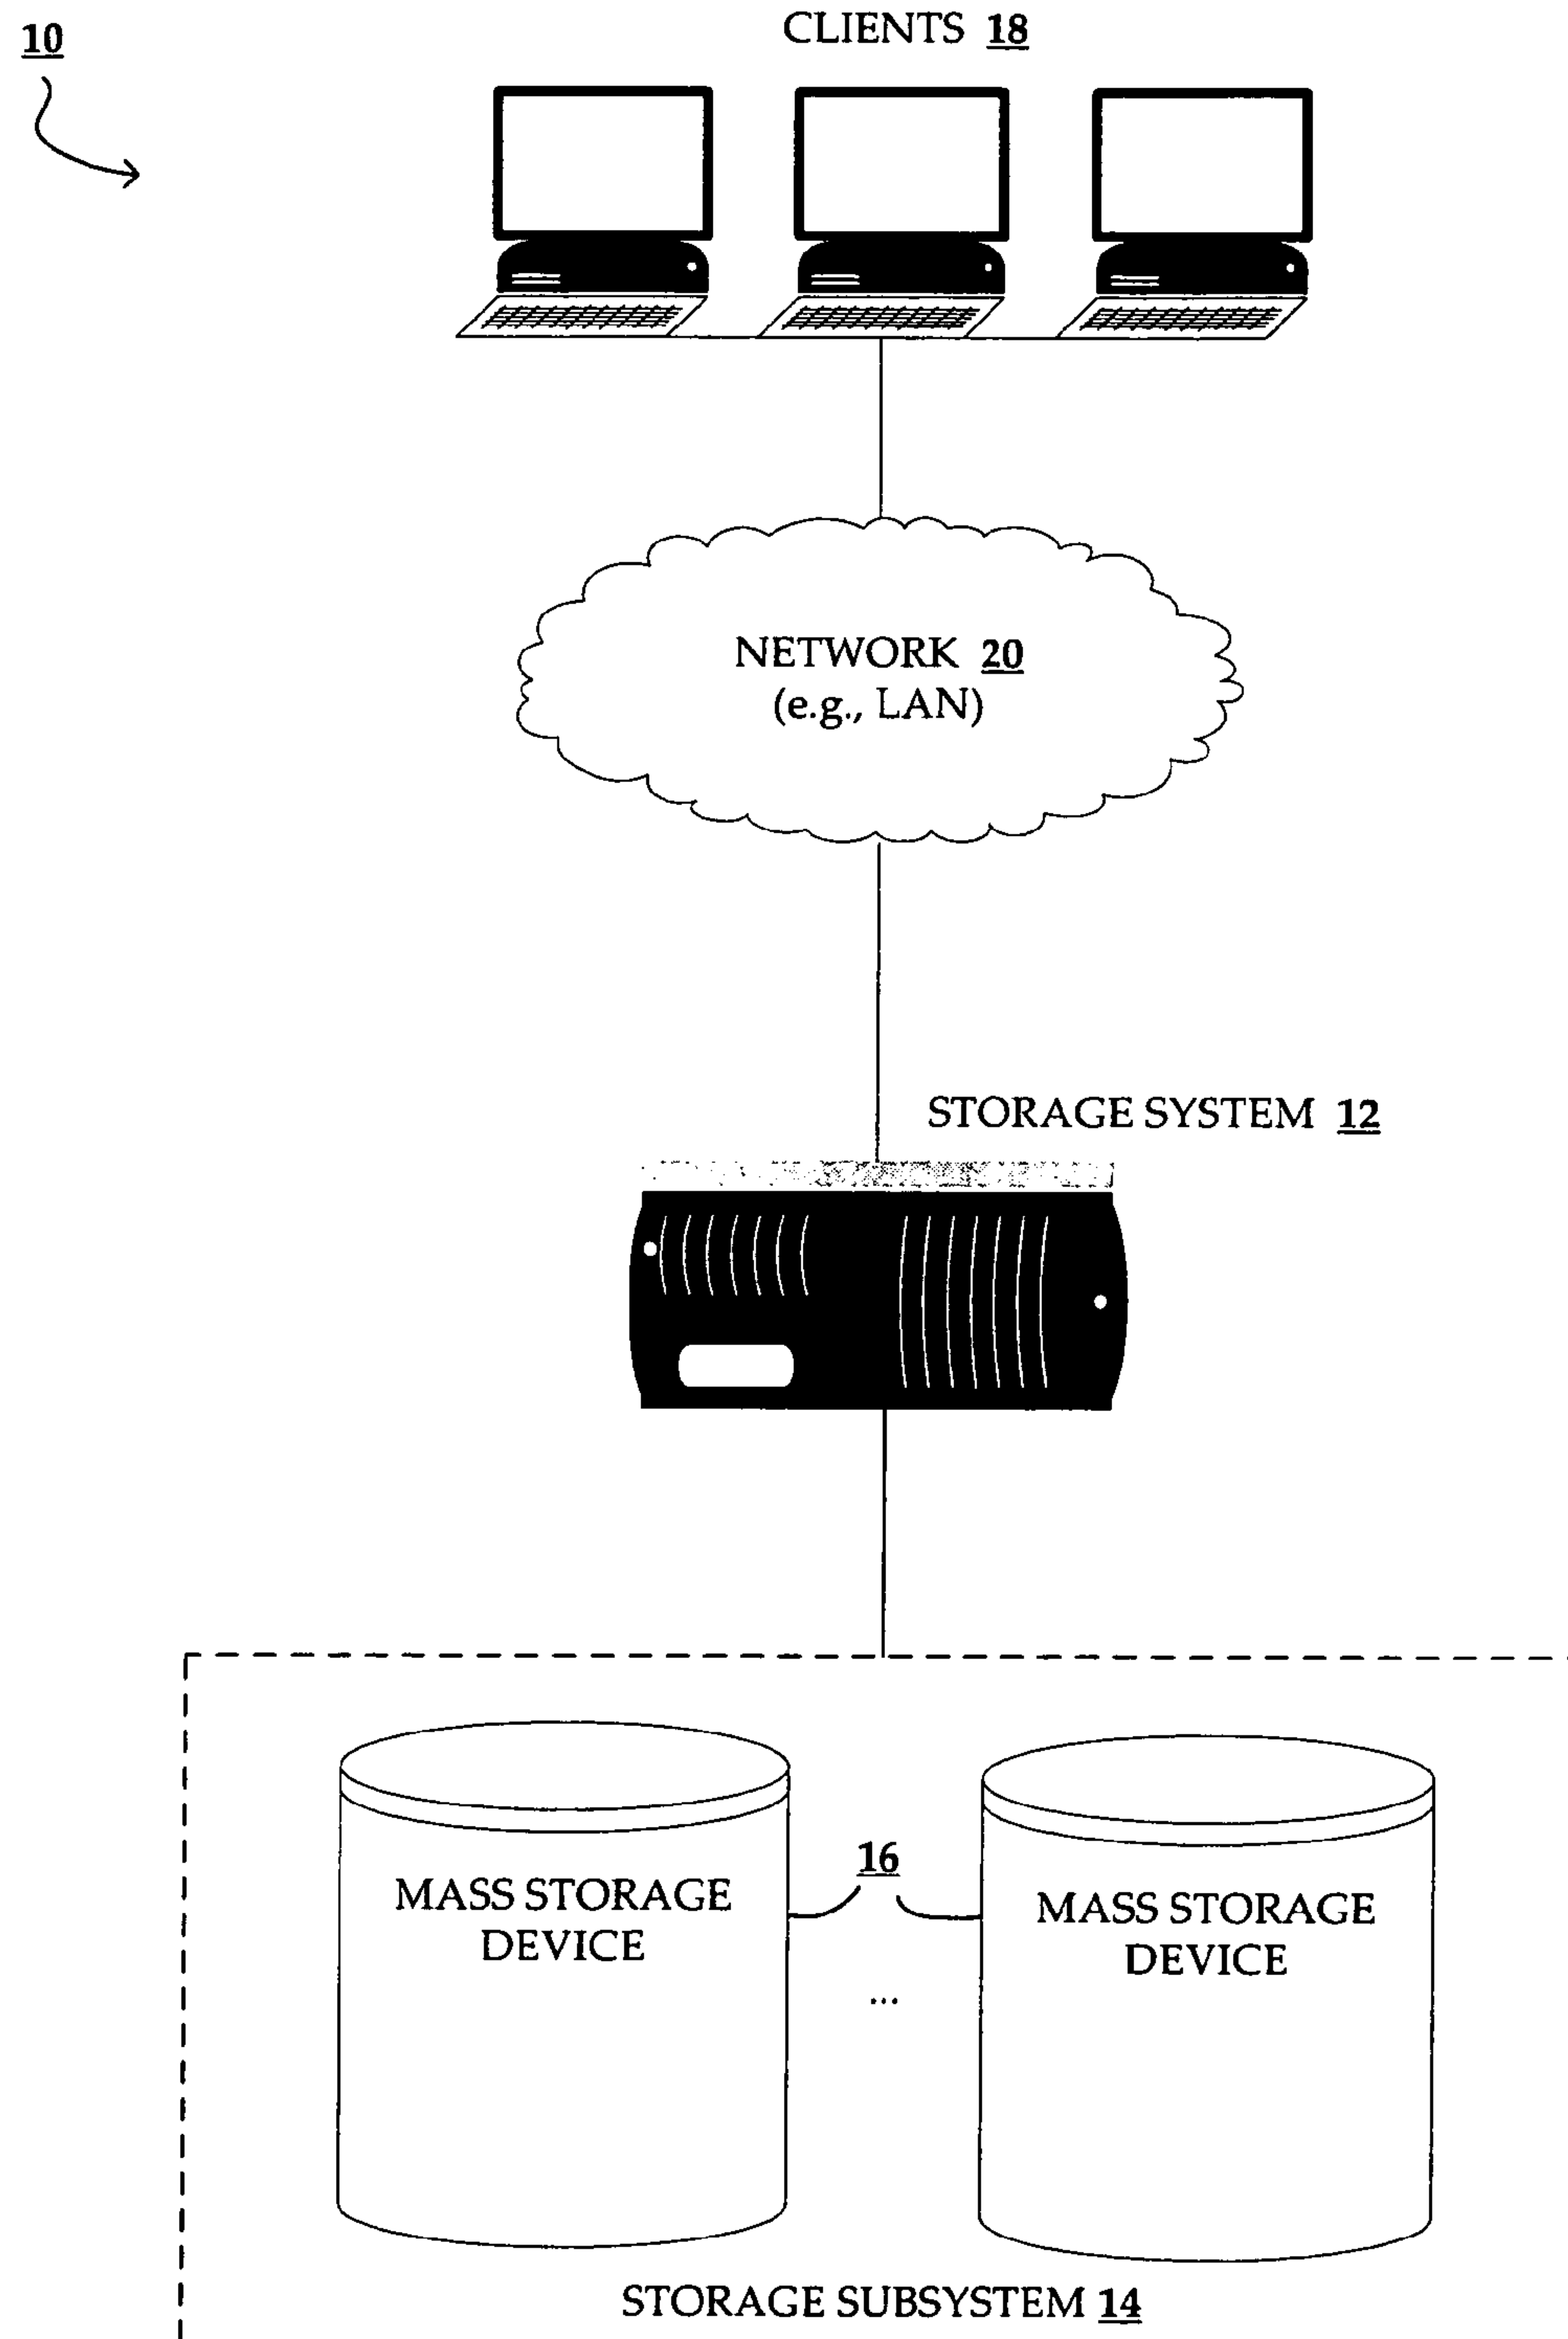 10
CLIENTS 18
NETWORK 20
(e.g., LAN)
STORAGE SYSTEM 12
16
MASS STORAGE
DEVICE
MASS STORAGE
DEVICE
...
STORAGE SUBSYSTEM 14